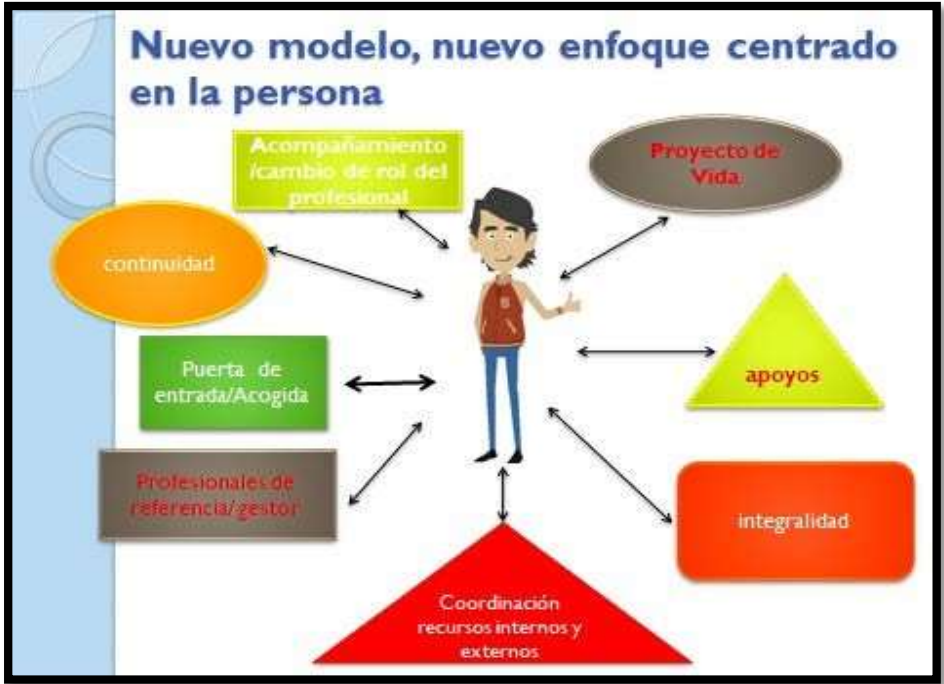 Nuevo modelo, nuevo enfoque centrado
en la persona
Acompañamiento
/cambio de rol del
profesional
Proyecto de
Vida
continuidad
Puerta de
entrada/Acogida
apoyos
Profesionales de
referencia/gestor
integralidad
Coordinación
recursos internos y
externos